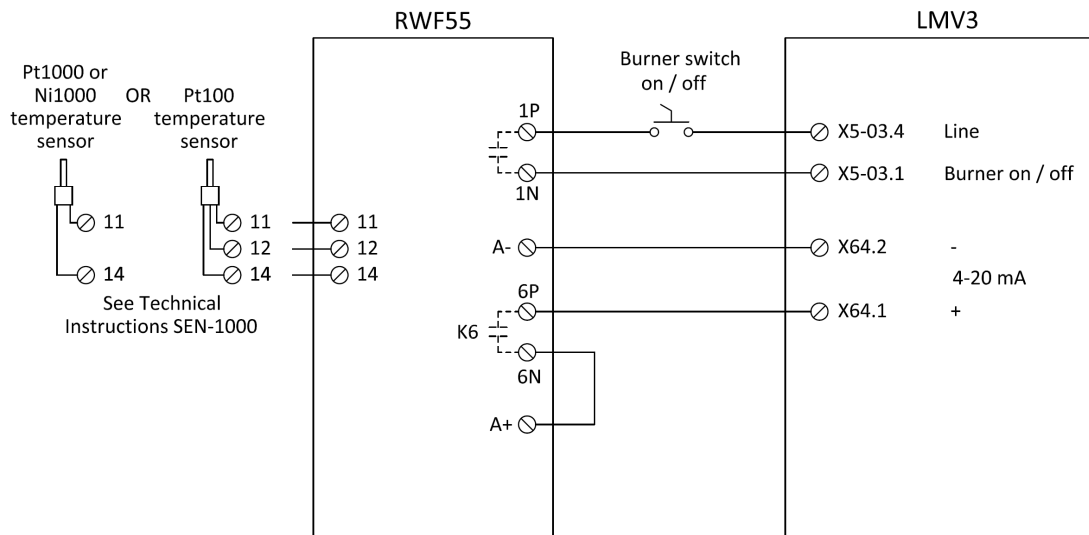 RWF55
LMV3
Pt1000 or
Ni1000
temperature
sensor
OR
Pt100
temperature
sensor
11
14
11
12
14
See Technical
Instructions SEN-1000
11
12
14
1P
1N
A-
6P
K6
6N
A+
Burner switch
on / off
X5-03.4 Line
X5-03.1 Burner on / off
X64.2 -
4-20 mA
X64.1 +